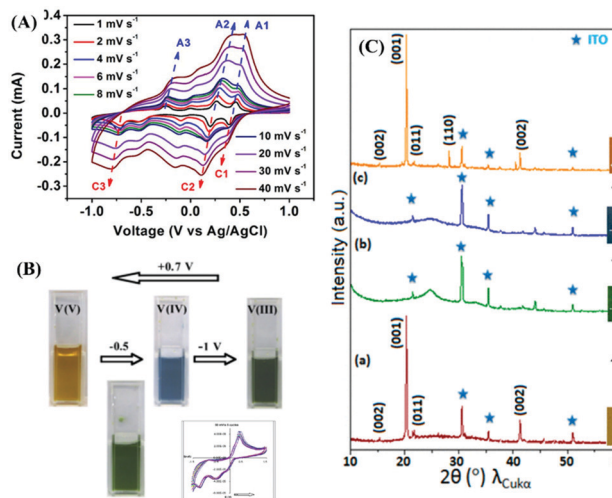 (A)
0.4
0.3
0.2
0.1
0.0
-0.1
-0.2
-0.3
Current (mA)
1 mV s⁻¹
2 mV s⁻¹
4 mV s⁻¹
6 mV s⁻¹
8 mV s⁻¹
A3
A2
A1
10 mV s⁻¹
20 mV s⁻¹
30 mV s⁻¹
40 mV s⁻¹
C3
C2
C1
-1.0 -0.5 0.0 0.5 1.0
Voltage (V vs Ag/AgCl)
(B)
+0.7 V
V(V)
V(IV)
V(III)
-0.5
-1 V
(C)
ITO
(001)
(002)
(011)
(110)
(002)
(c)
(b)
(a)
(001)
(002)
(011)
(002)
Intensity (a.u.)
10 20 30 40 50 60
2θ (°) λCukα